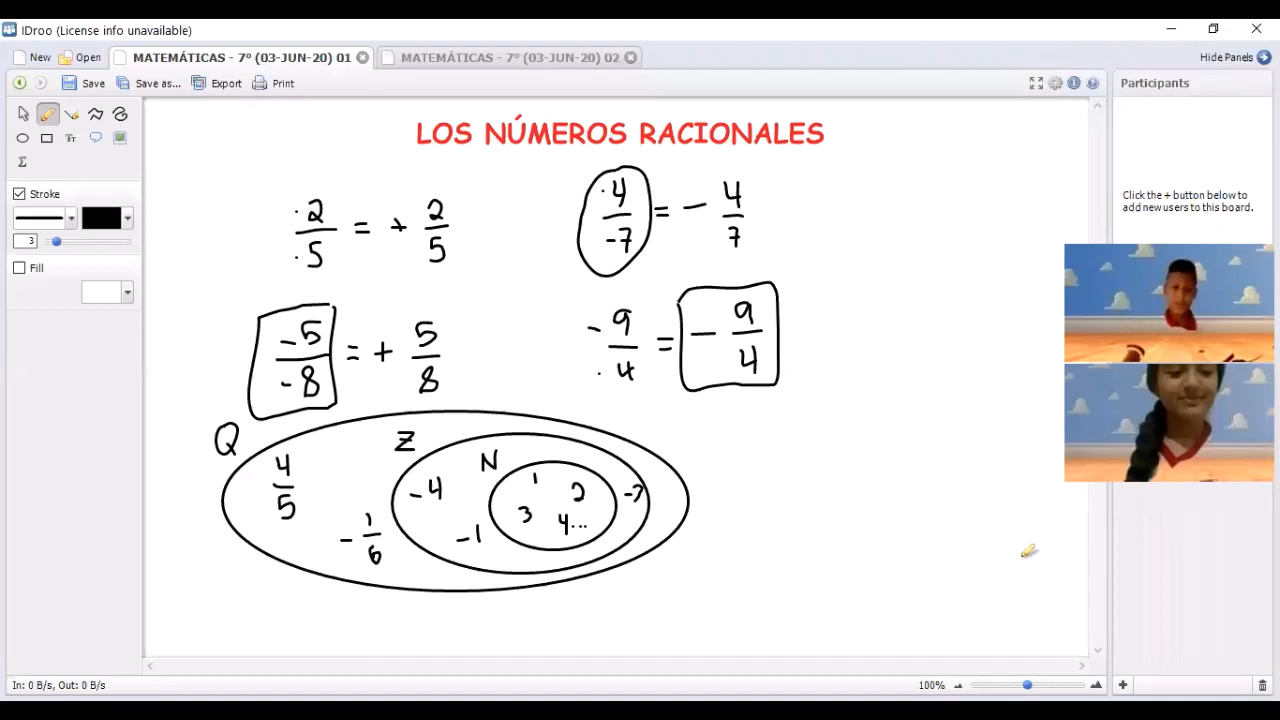 IDroo (License info unavailable)
New Open MATEMÁTICAS - 7º (03-JUN-20) 01 MATEMÁTICAS - 7º (03-JUN-20) 02 Hide Panels
Save Save as... Export Print Participants
LOS NÚMEROS RACIONALES
Stroke
3
Fill
Click the + button below to
add new users to this board.
·2/·5 = + 2/5
·4/-7 = - 4/7
-5/-8 = + 5/8
-9/·4 = - 9/4
Q Z N
4/5 -4 1 2
-1/6 -1 3 4...
In: 0 B/s, Out: 0 B/s 100%